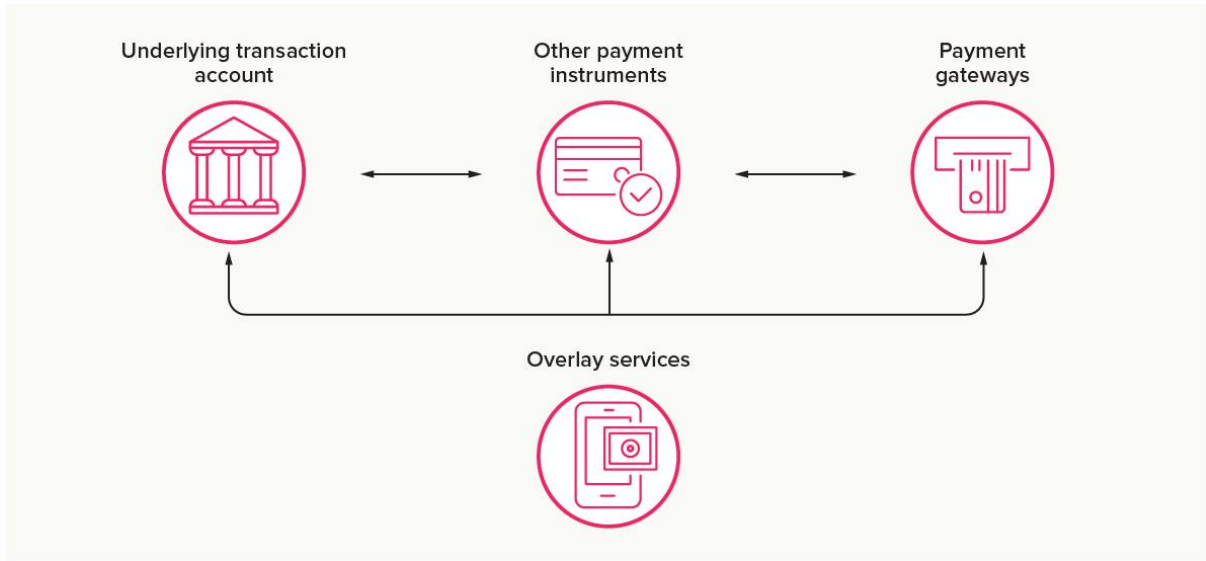 Underlying transaction
account
Other payment
instruments
Payment
gateways
Overlay services